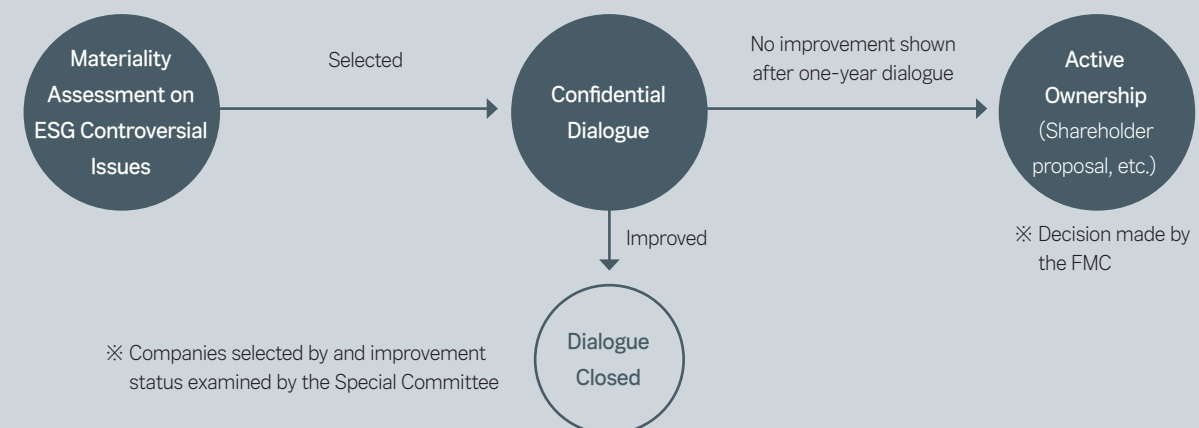 Materiality
Assessment on
ESG Controversial
Issues
Selected
Confidential
Dialogue
No improvement shown
after one-year dialogue
Active
Ownership
(Shareholder
proposal, etc.)
※ Decision made by
the FMC
Improved
Dialogue
Closed
※ Companies selected by and improvement
status examined by the Special Committee